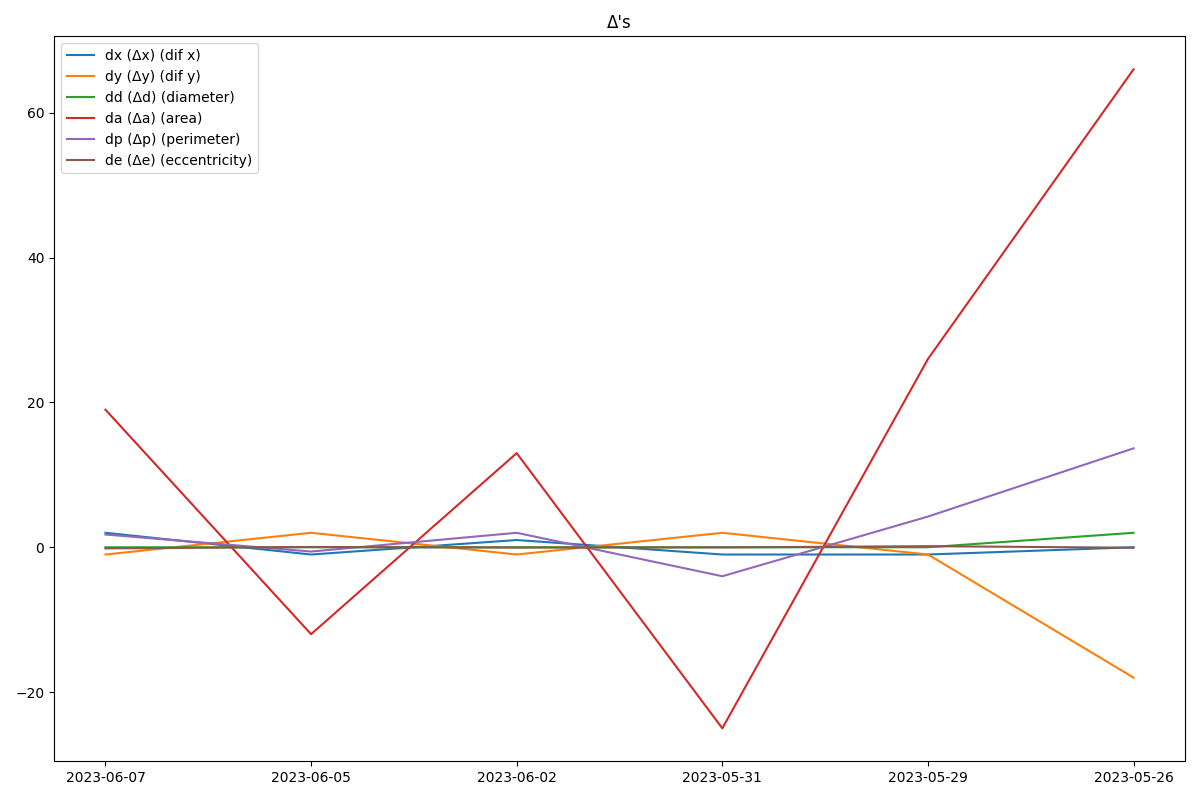 Δ's
dx (Δx) (dif x)
dy (Δy) (dif y)
dd (Δd) (diameter)
da (Δa) (area)
dp (Δp) (perimeter)
de (Δe) (eccentricity)
60
40
20
0
−20
2023-06-07 2023-06-05 2023-06-02 2023-05-31 2023-05-29 2023-05-26